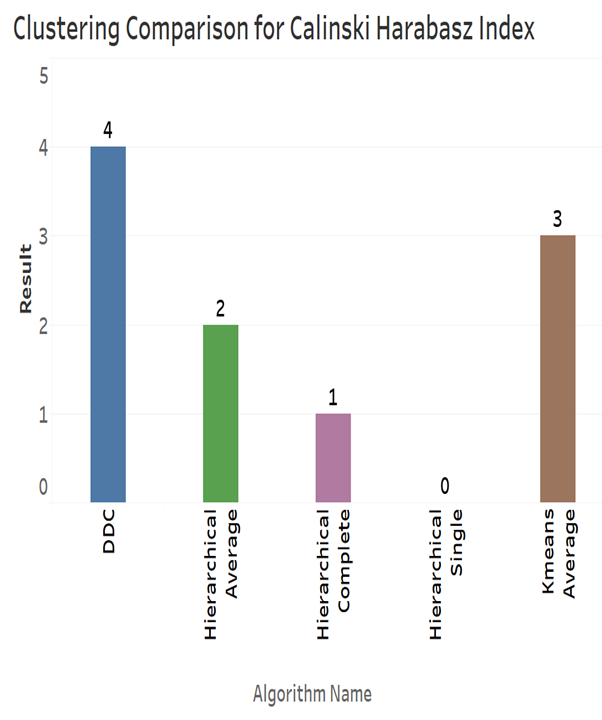 Clustering Comparison for Calinski Harabasz Index
5
4
3
2
1
0
Result
4
2
1
0
3
DDC
Hierarchical
Average
Hierarchical
Complete
Hierarchical
Single
Kmeans
Average
Algorithm Name